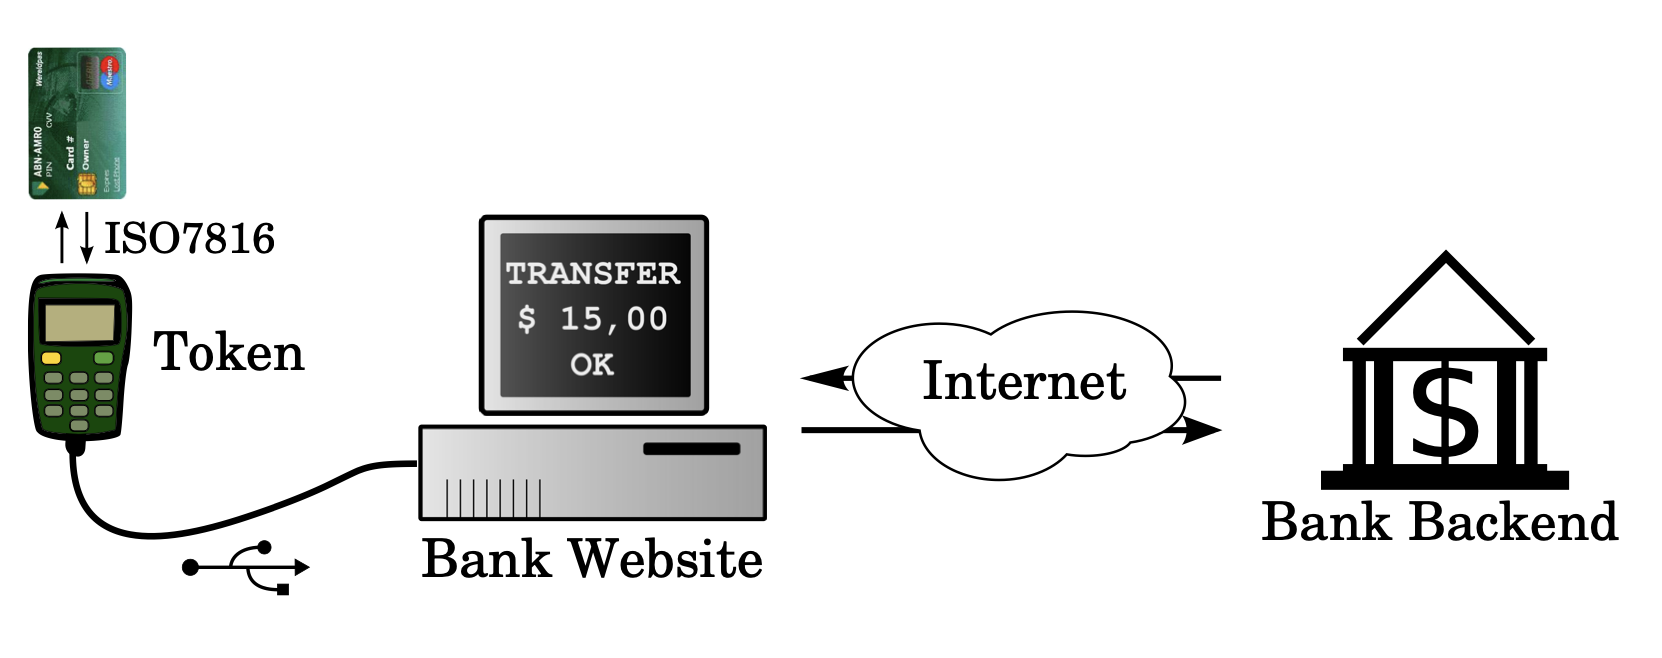 Wereldpas
Maestro
ABN·AMRO
PIN
CVV
Card #
Owner
Expires
ISO7816
Token
TRANSFER
$ 15,00
OK
Bank Website
Internet
$
Bank Backend